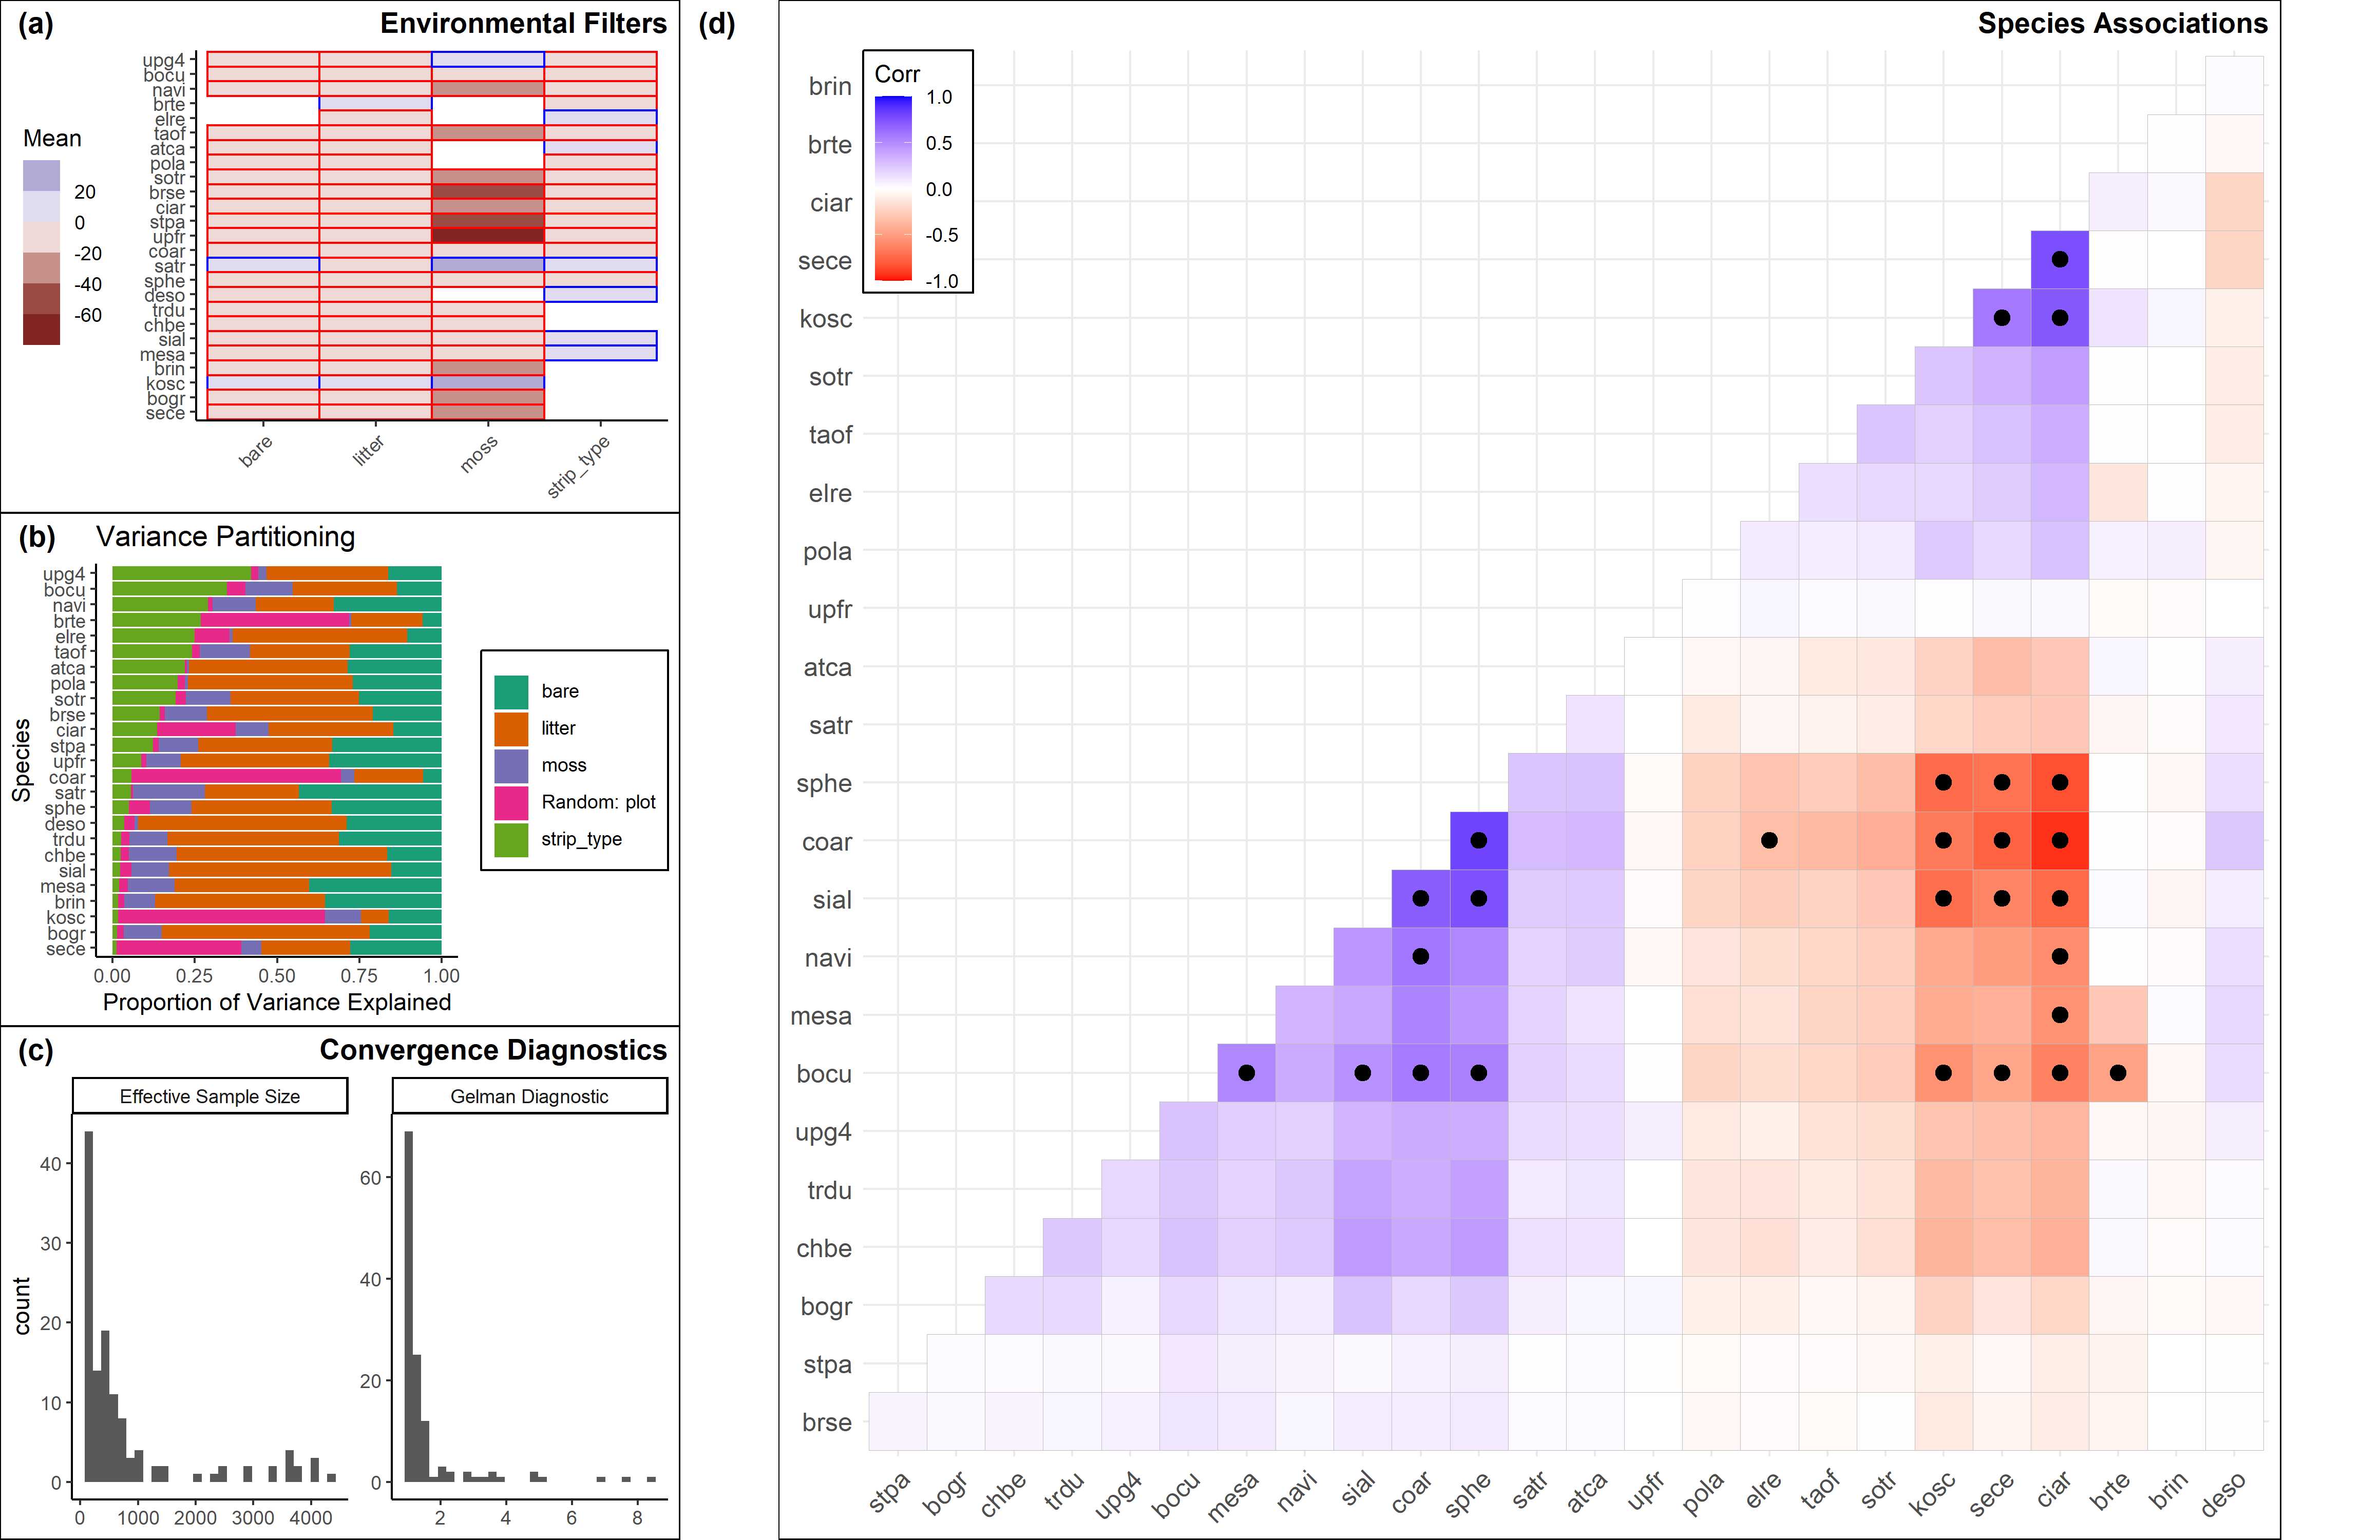 (a)
Environmental Filters
upg4
bocu
navi
brte
elre
taof
atca
pola
sotr
brse
ciar
stpa
upfr
coar
satr
sphe
deso
trdu
chbe
sial
mesa
brin
kosc
bogr
sece
Mean
20
0
-20
-40
-60
bare
litter
moss
strip_type
(b)
Variance Partitioning
Species
upg4
bocu
navi
brte
elre
taof
atca
pola
sotr
brse
ciar
stpa
upfr
coar
satr
sphe
deso
trdu
chbe
sial
mesa
brin
kosc
bogr
sece
0.00 0.25 0.50 0.75 1.00
Proportion of Variance Explained
bare
litter
moss
Random: plot
strip_type
(c)
Convergence Diagnostics
Effective Sample Size
Gelman Diagnostic
count
40
30
20
10
0
0 1000 2000 3000 4000
60
40
20
0
2 4 6 8
(d)
Species Associations
Corr
1.0
0.5
0.0
-0.5
-1.0
brin
brte
ciar
sece
kosc
sotr
taof
elre
pola
upfr
atca
satr
sphe
coar
sial
navi
mesa
bocu
upg4
trdu
chbe
bogr
stpa
brse
stpa bogr chbe trdu upg4 bocu mesa navi sial coar sphe satr atca upfr pola elre taof sotr kosc sece ciar brte brin deso